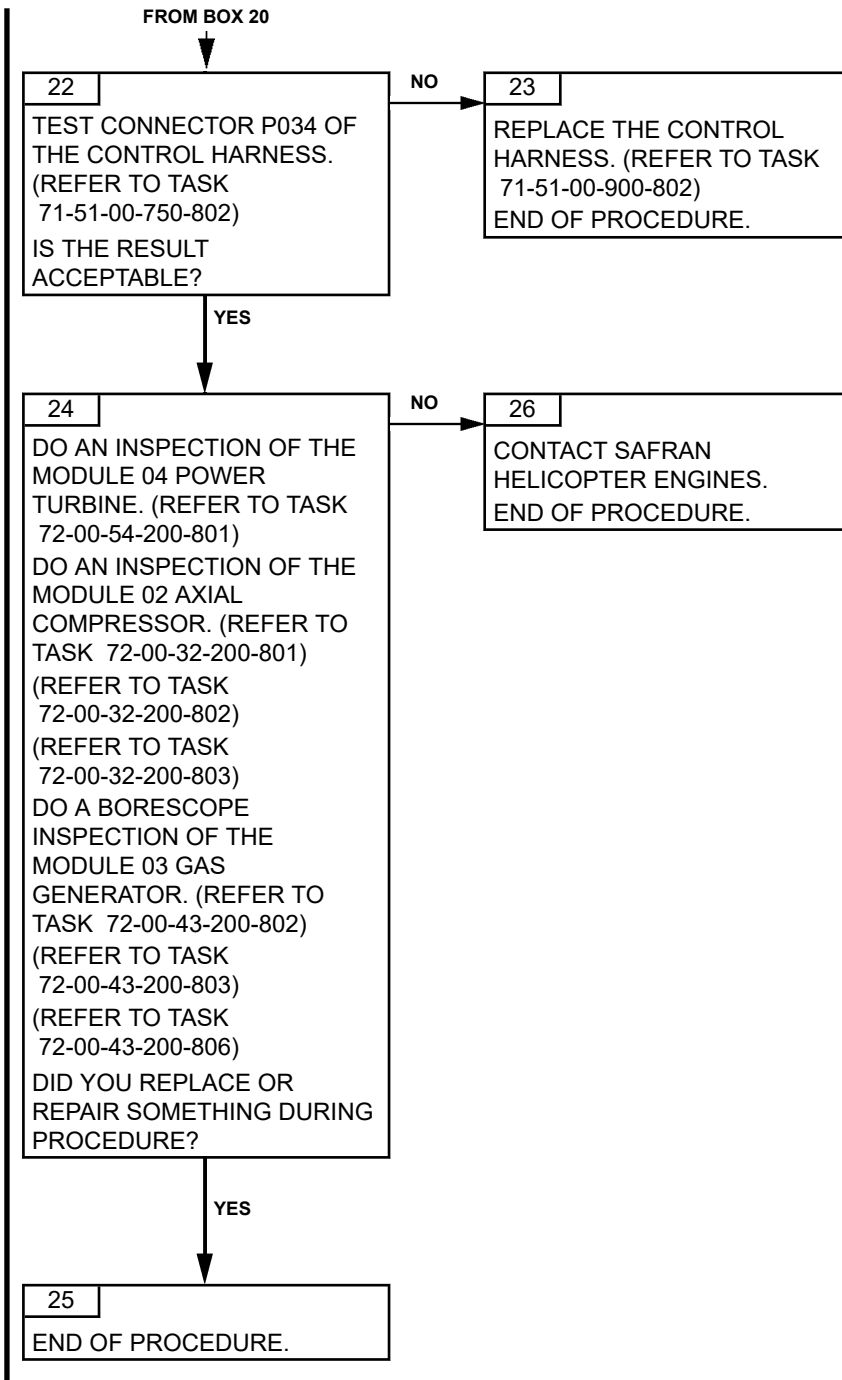 FROM BOX 20
22
TEST CONNECTOR P034 OF
THE CONTROL HARNESS.
(REFER TO TASK
71-51-00-750-802)
IS THE RESULT
ACCEPTABLE?
NO
23
REPLACE THE CONTROL
HARNESS. (REFER TO TASK
71-51-00-900-802)
END OF PROCEDURE.
YES
24
DO AN INSPECTION OF THE
MODULE 04 POWER
TURBINE. (REFER TO TASK
72-00-54-200-801)
DO AN INSPECTION OF THE
MODULE 02 AXIAL
COMPRESSOR. (REFER TO
TASK 72-00-32-200-801)
(REFER TO TASK
72-00-32-200-802)
(REFER TO TASK
72-00-32-200-803)
DO A BORESCOPE
INSPECTION OF THE
MODULE 03 GAS
GENERATOR. (REFER TO
TASK 72-00-43-200-802)
(REFER TO TASK
72-00-43-200-803)
(REFER TO TASK
72-00-43-200-806)
DID YOU REPLACE OR
REPAIR SOMETHING DURING
PROCEDURE?
NO
26
CONTACT SAFRAN
HELICOPTER ENGINES.
END OF PROCEDURE.
YES
25
END OF PROCEDURE.